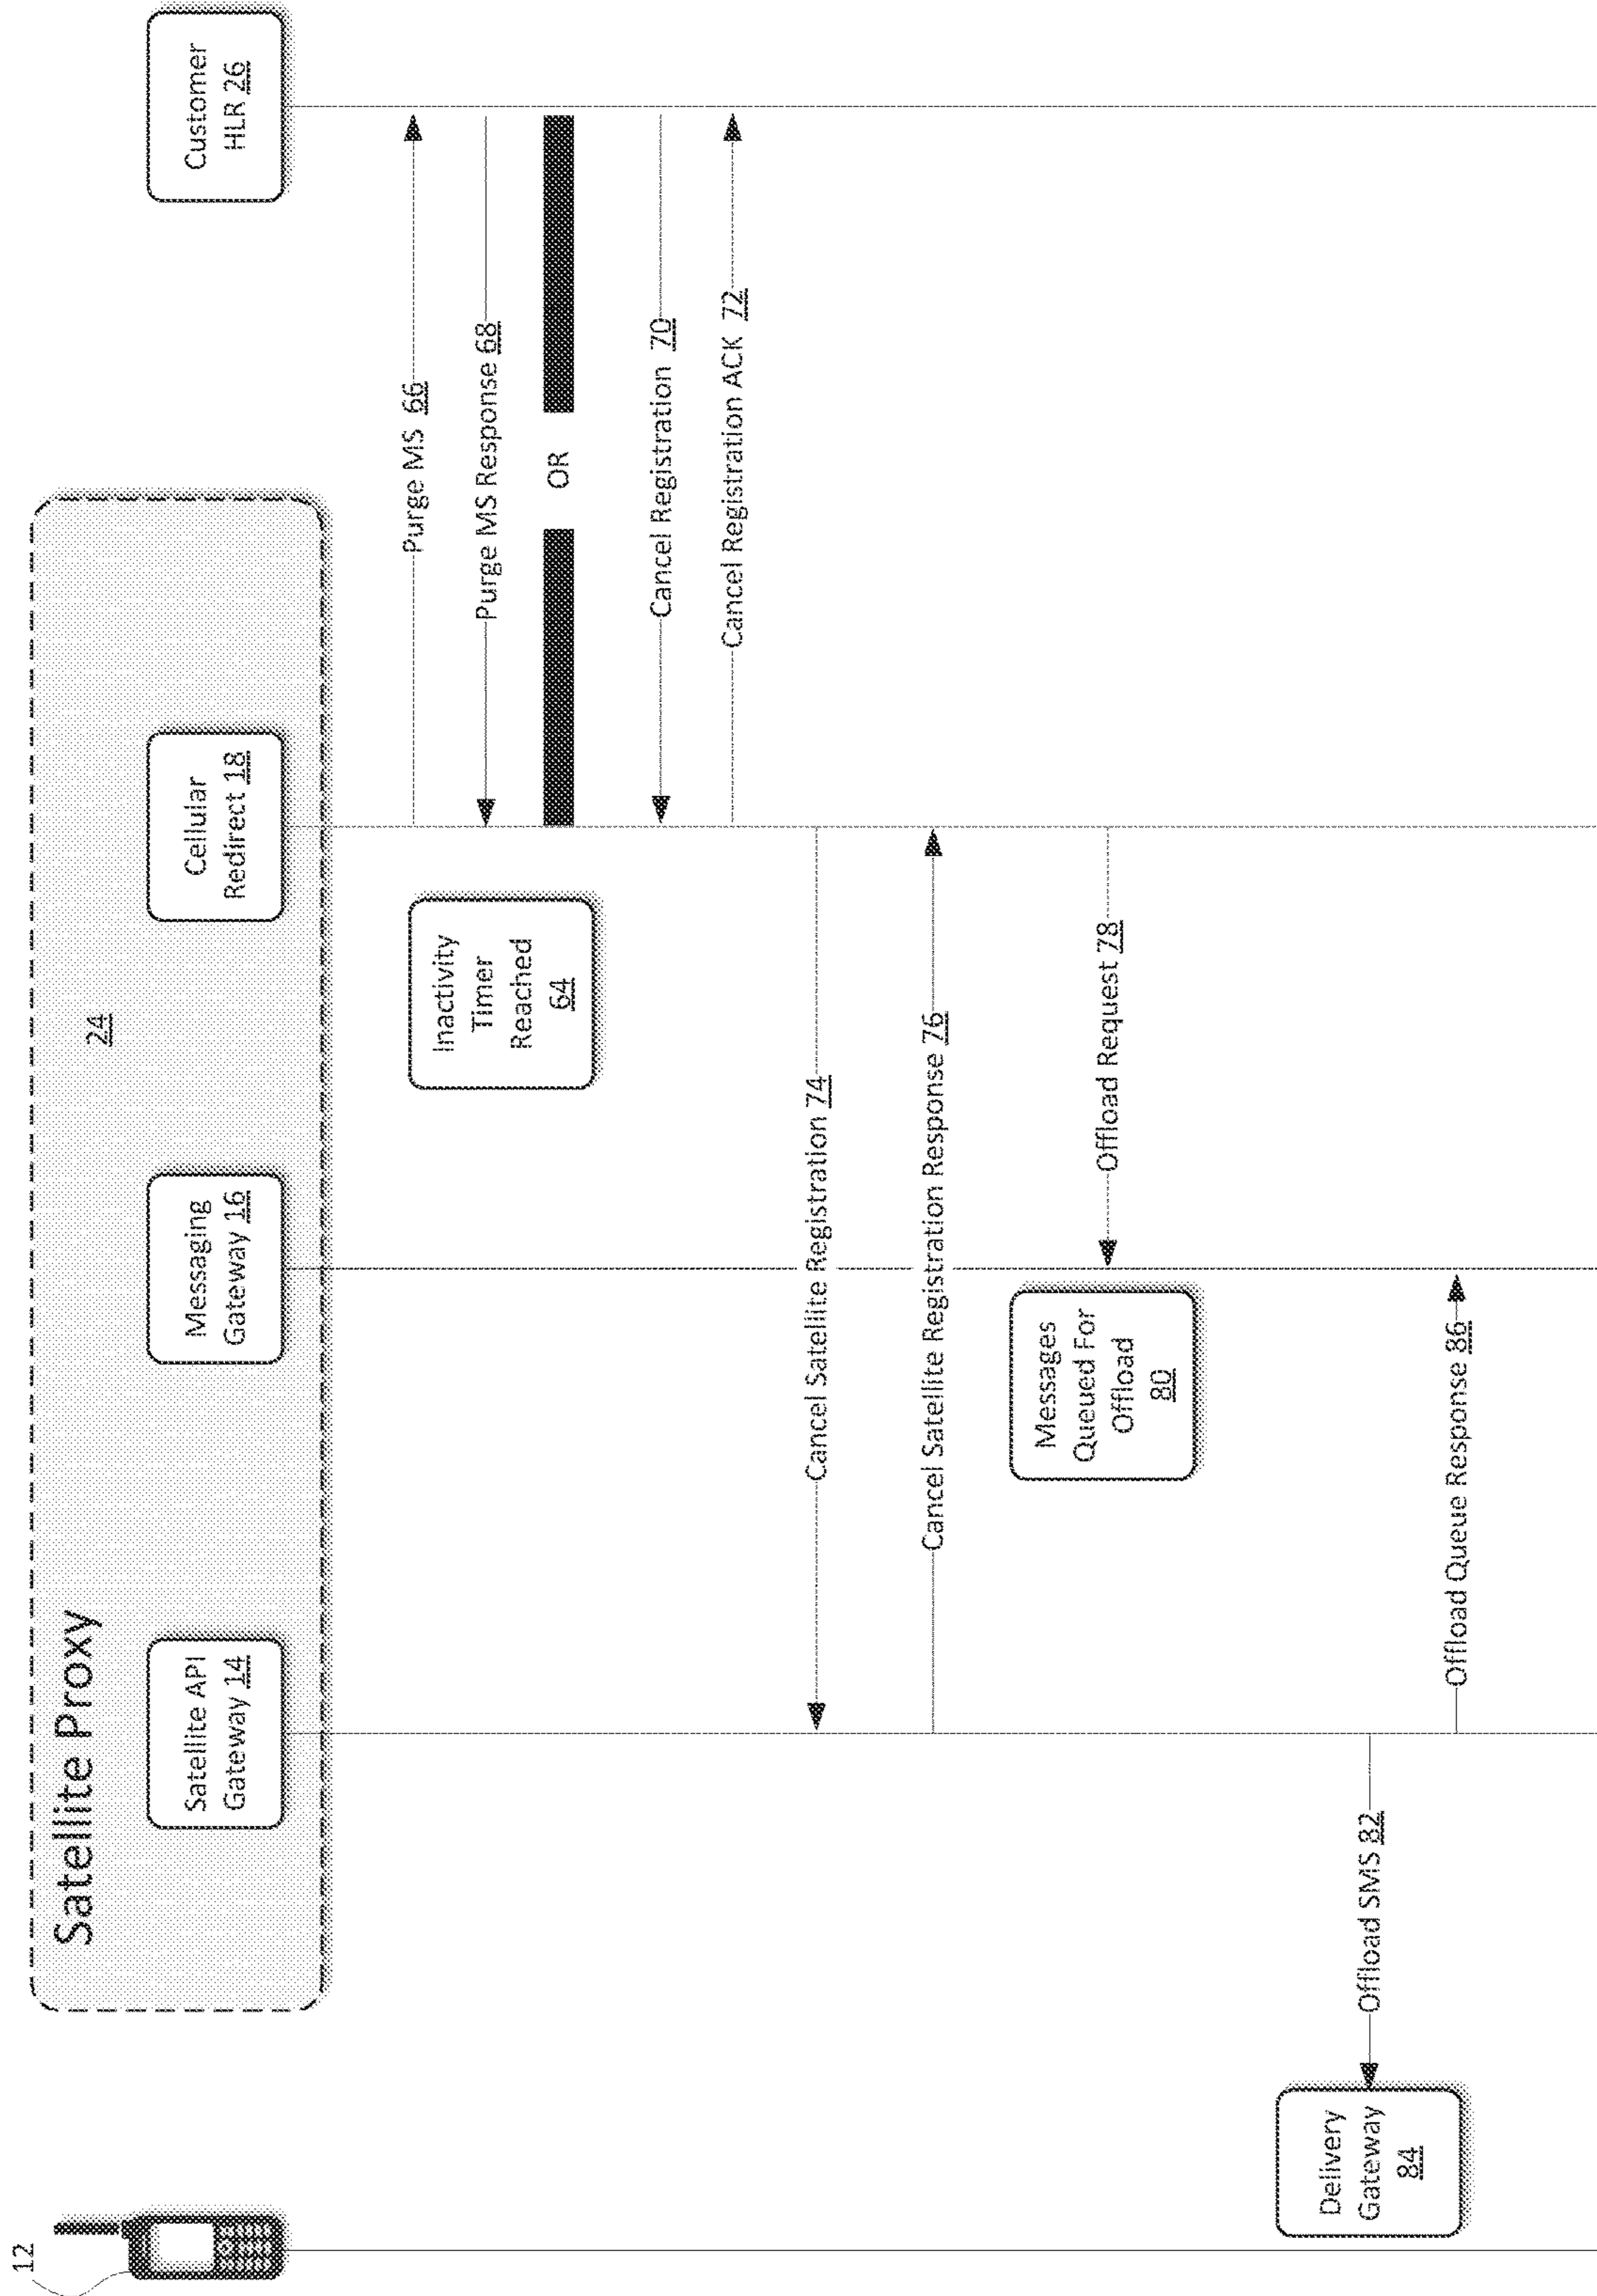 12
Satellite Proxy
24
Satellite API
Gateway 14
Messaging
Gateway 16
Cellular
Redirect 18
Customer
HLR 26
Inactivity
Timer
Reached
64
Purge MS 66
Purge MS Response 68
OR
Cancel Registration 70
Cancel Registration ACK 72
Cancel Satellite Registration 74
Cancel Satellite Registration Response 76
Messages
Queued For
Offload
80
Offload Request 78
Delivery
Gateway
84
Offload SMS 82
Offload Queue Response 86